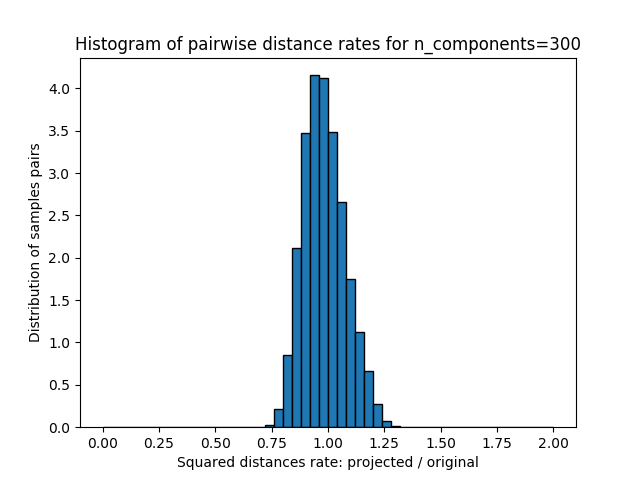 Histogram of pairwise distance rates for n_components=300
Distribution of samples pairs
4.0
3.5
3.0
2.5
2.0
1.5
1.0
0.5
0.0
0.00 0.25 0.50 0.75 1.00 1.25 1.50 1.75 2.00
Squared distances rate: projected / original